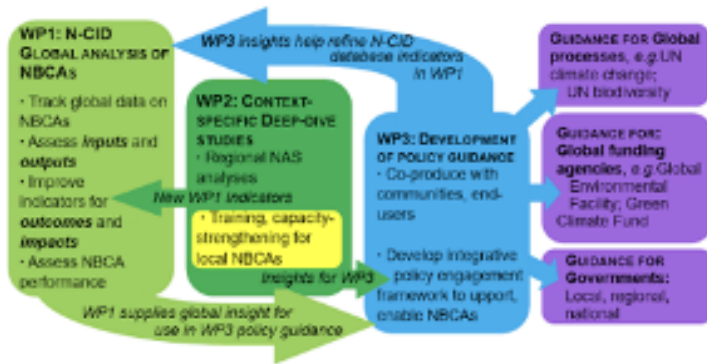 WP1: N-CID
GLOBAL ANALYSIS OF
NBCAs
· Track global data on
NBCAs
· Assess inputs and
outputs
· Improve
indicators for
outcomes and
impacts
· Assess NBCA
performance
WP3 insights help refine N-CID
database indicators
in WP1
WP2: CONTEXT-
SPECIFIC DEEP-DIVE
STUDIES
· Regional NAS
analyses
New WP1 indicators
· Training, capacity-
strengthening for
local NBCAs
Insights for WP3
WP1 supplies global insight for
use in WP3 policy guidance
WP3: DEVELOPMENT
OF POLICY GUIDANCE
· Co-produce with
communities, end-
users
· Develop integrative
policy engagement
framework to upport,
enable NBCAs
GUIDANCE FOR Global
processes, e.g.UN
climate change;
UN biodiversity
GUIDANCE FOR:
Global funding
agencies, e.g.Global
Environmental
Facility; Green
Climate Fund
GUIDANCE FOR
GOVERNMENTS:
Local, regional,
national